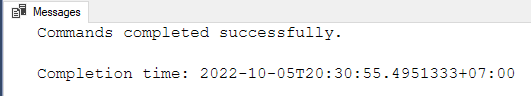 Messages
Commands completed successfully.
Completion time: 2022-10-05T20:30:55.4951333+07:00